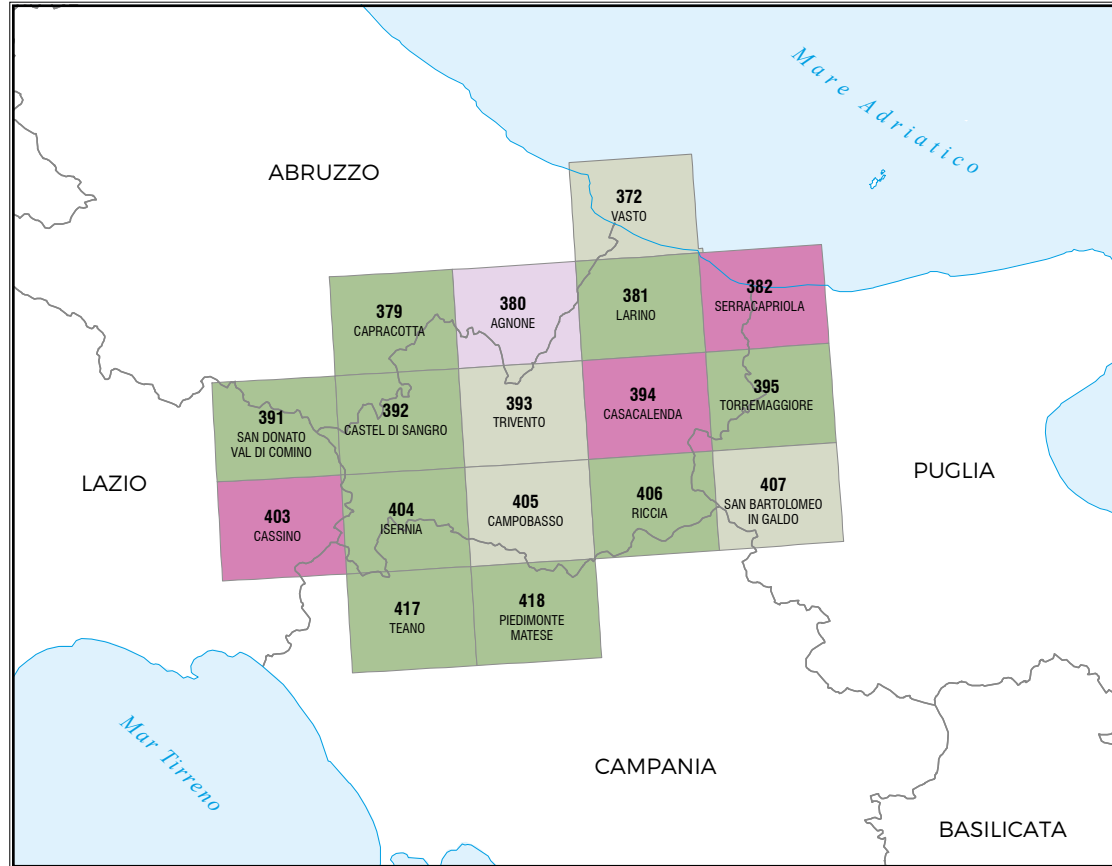 Mare Adriatico
ABRUZZO
372
VASTO
379
CAPRACOTTA
380
AGNONE
381
LARINO
382
SERRACAPRIOLA
391
SAN DONATO
VAL DI COMINO
392
CASTEL DI SANGRO
393
TRIVENTO
394
CASACALENDA
395
TORREMAGGIORE
LAZIO
PUGLIA
403
CASSINO
404
ISERNIA
405
CAMPOBASSO
406
RICCIA
407
SAN BARTOLOMEO
IN GALDO
417
TEANO
418
PIEDIMONTE
MATESE
Mar Tirreno
CAMPANIA
BASILICATA